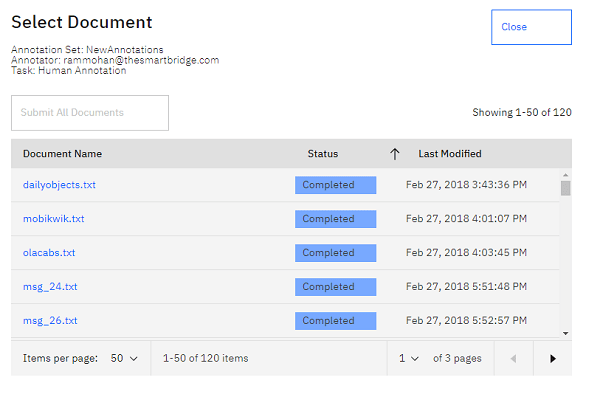 Select Document
Close
Annotation Set: NewAnnotations
Annotator: rammohan@thesmartbridge.com
Task: Human Annotation
Submit All Documents
Showing 1-50 of 120
Document Name Status Last Modified
dailyobjects.txt Completed Feb 27, 2018 3:43:36 PM
mobikwik.txt Completed Feb 27, 2018 4:01:07 PM
olacabs.txt Completed Feb 27, 2018 4:03:45 PM
msg_24.txt Completed Feb 27, 2018 5:51:48 PM
msg_26.txt Completed Feb 27, 2018 5:52:57 PM
Items per page: 50 1-50 of 120 items 1 of 3 pages